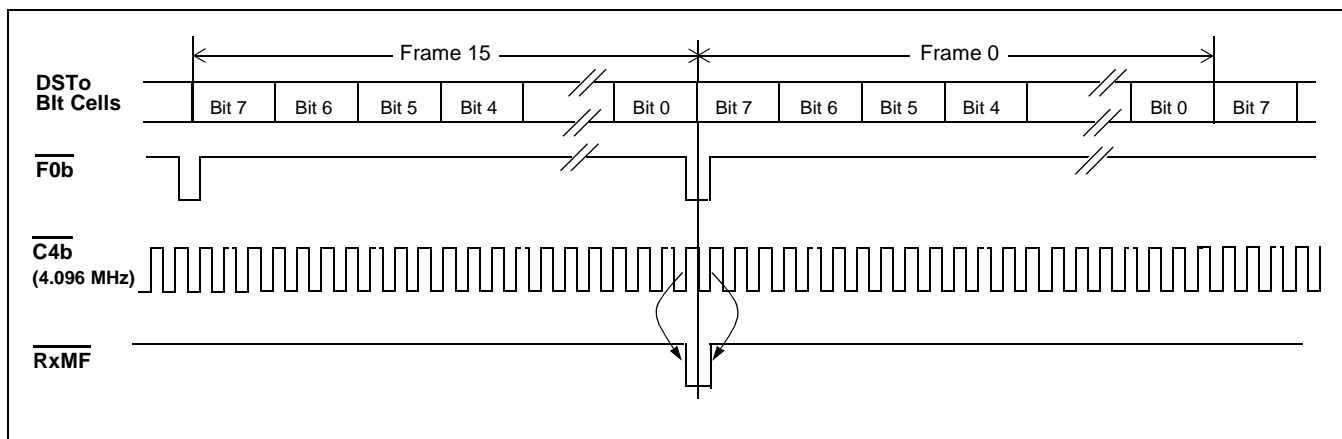 Frame 15 Frame 0
DSTo
BIt Cells
Bit 7 Bit 6 Bit 5 Bit 4 Bit 0 Bit 7 Bit 6 Bit 5 Bit 4 Bit 0 Bit 7
F0b
C4b
(4.096 MHz)
RxMF